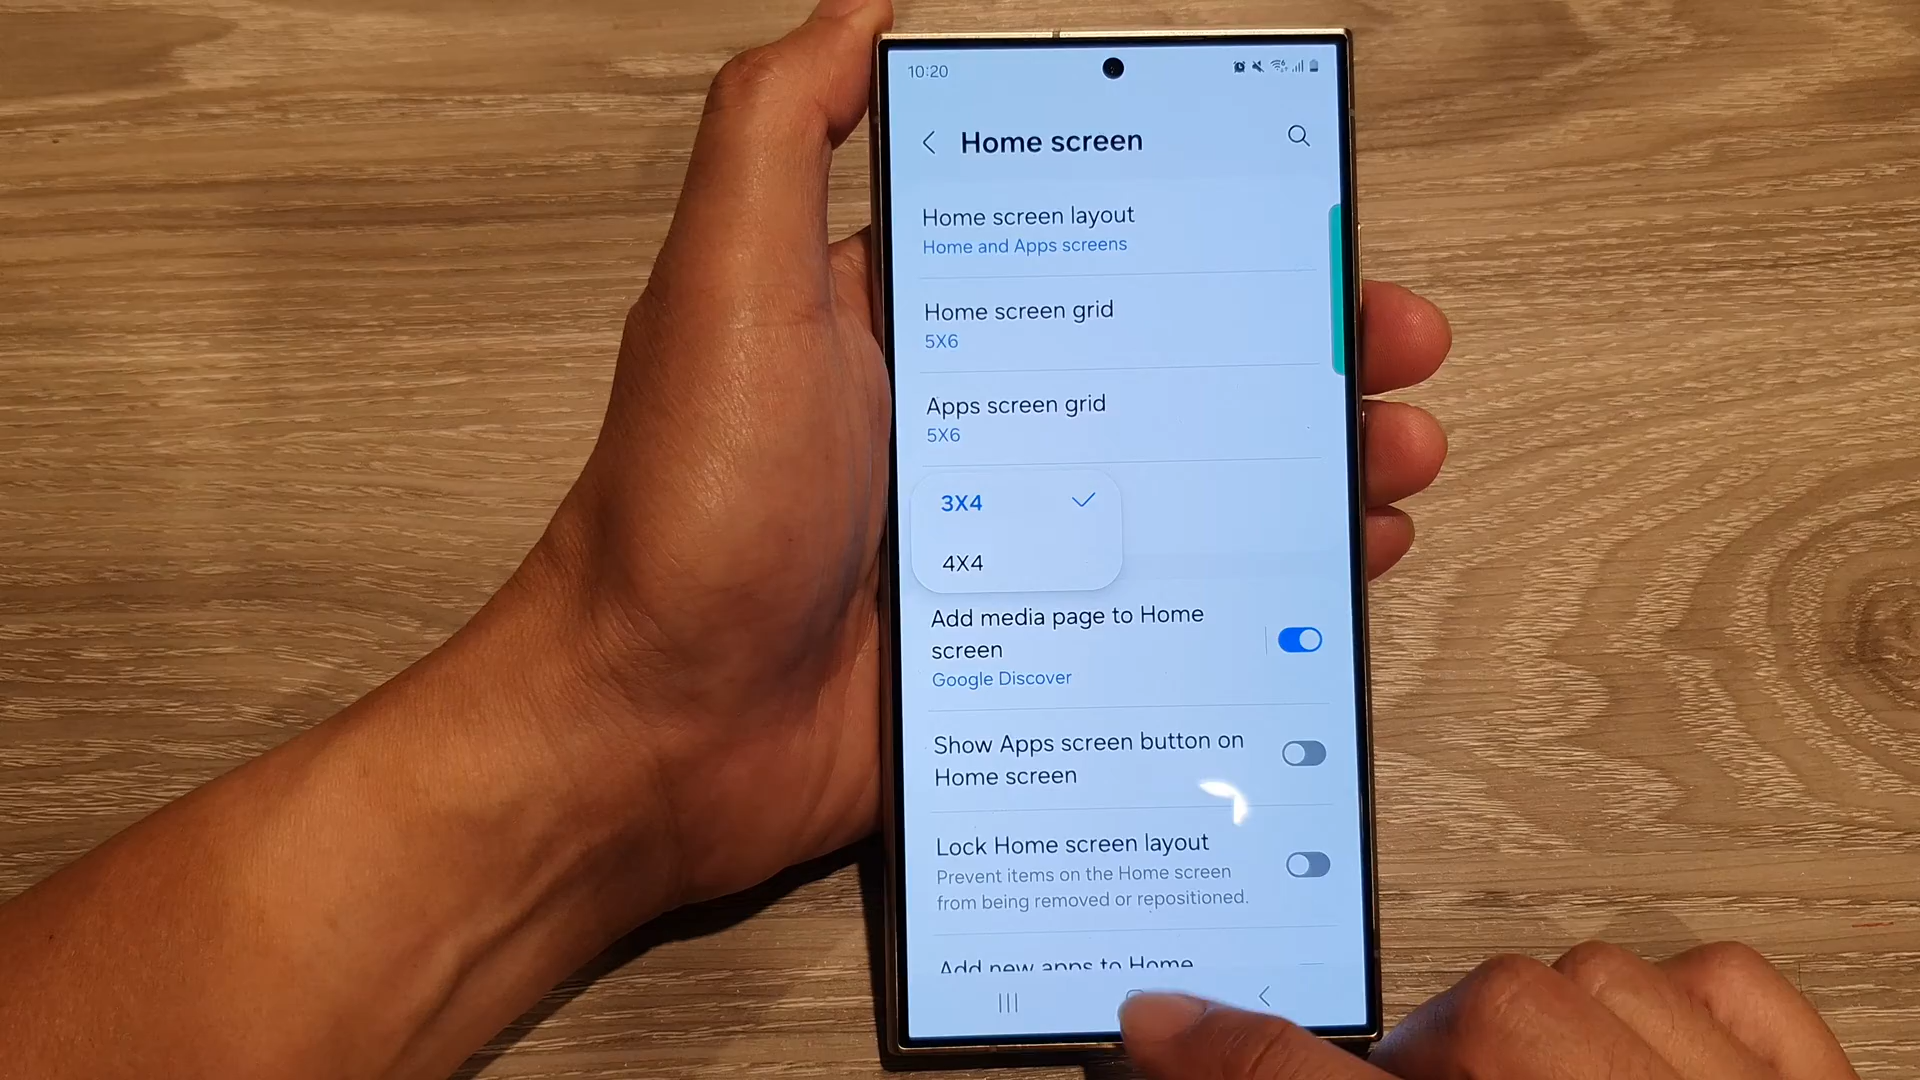 10:20
Home screen
Home screen layout
Home and Apps screens
Home screen grid
5X6
Apps screen grid
5X6
3X4
4X4
Add media page to Home
screen
Google Discover
Show Apps screen button on
Home screen
Lock Home screen layout
Prevent items on the Home screen
from being removed or repositioned.
Add new apps to Home